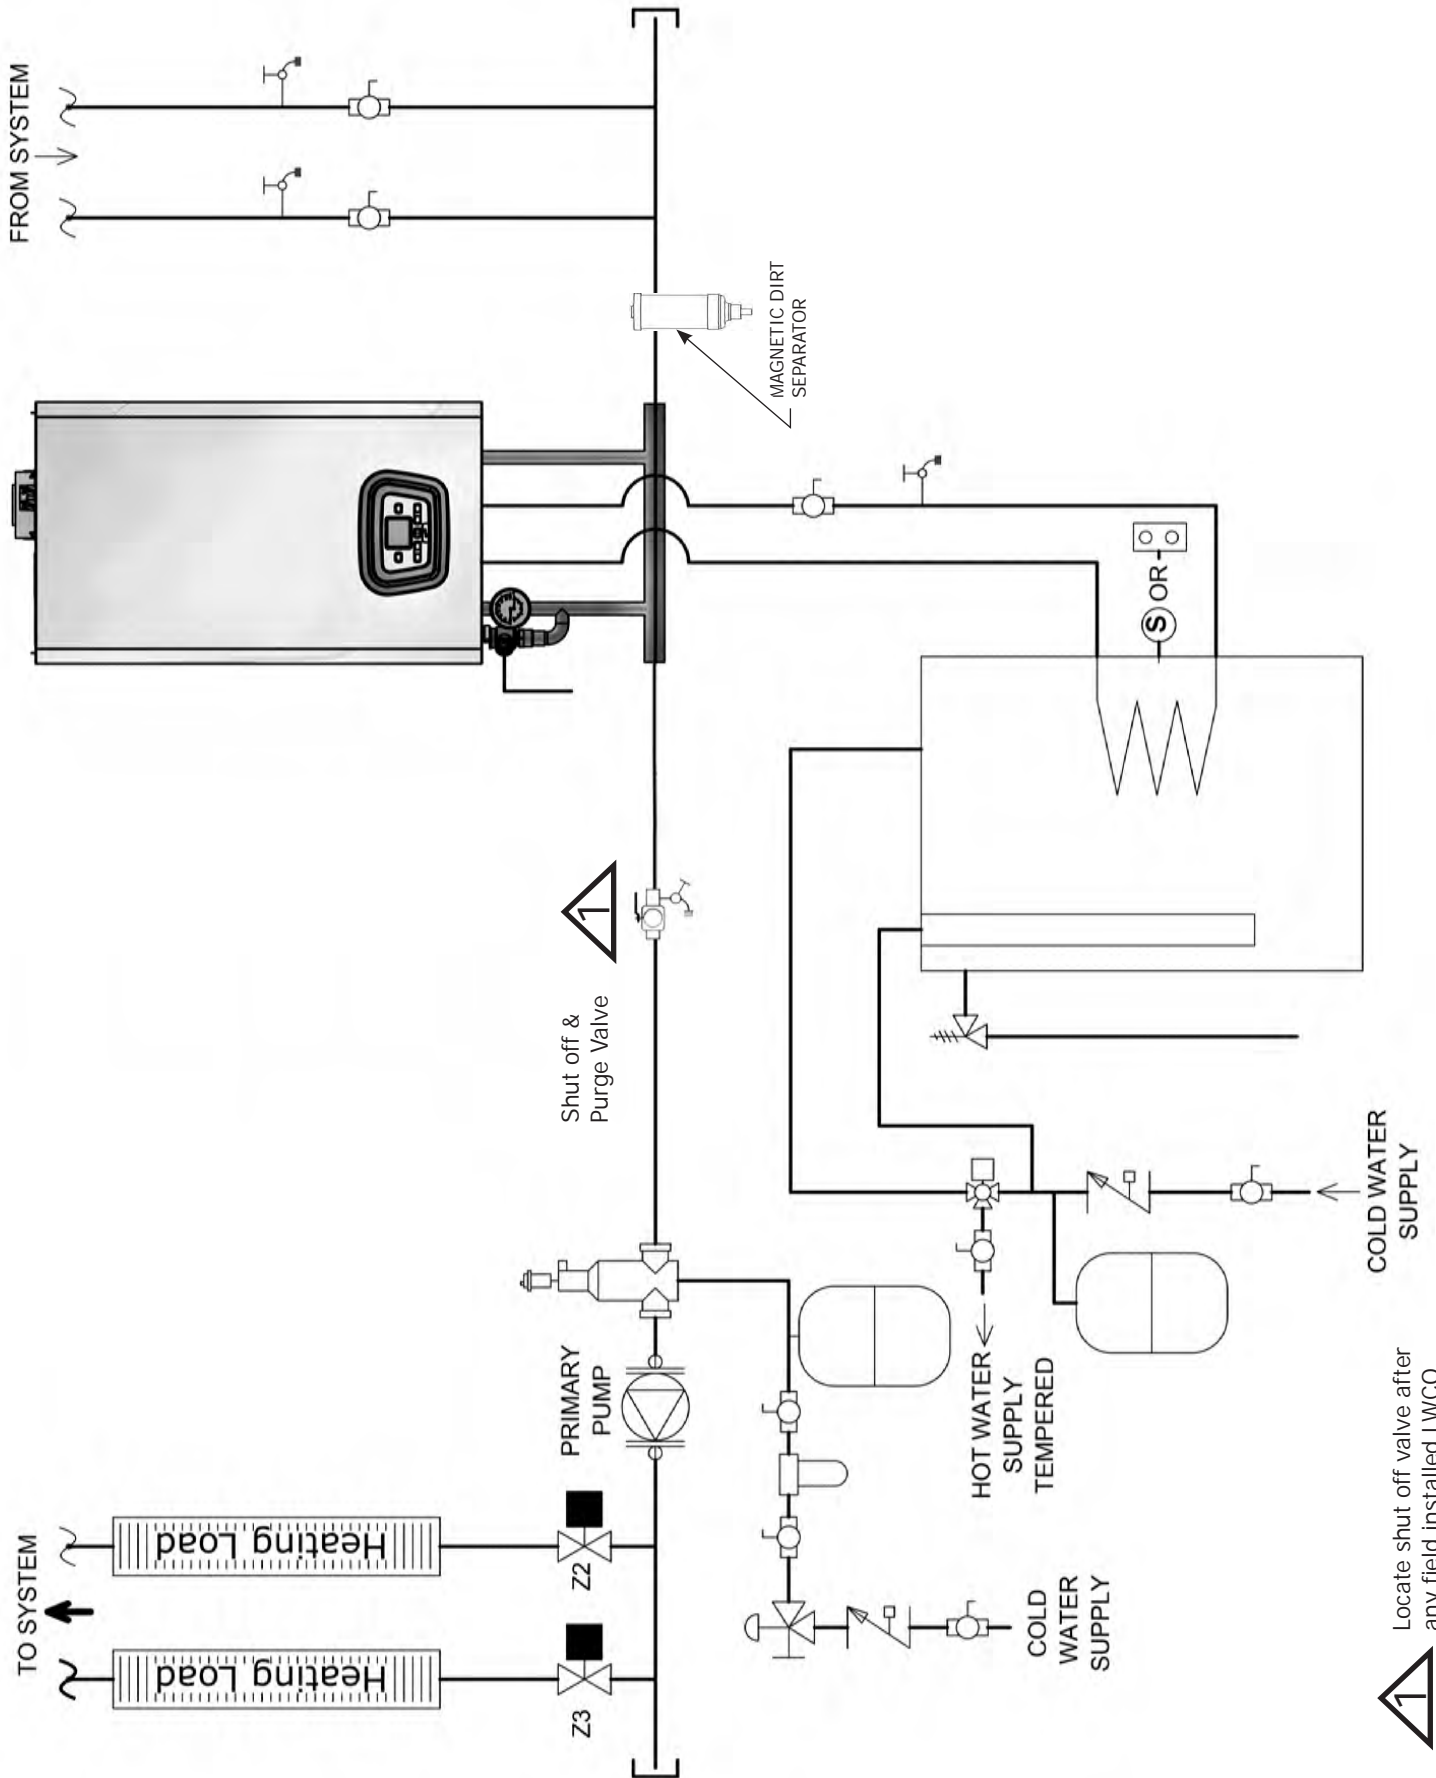 TO SYSTEM
FROM SYSTEM
Heating Load
Heating Load
Z3
Z2
PRIMARY
PUMP
Shut off &
Purge Valve
1
MAGNETIC DIRT
SEPARATOR
COLD
WATER
SUPPLY
HOT WATER
SUPPLY
TEMPERED
COLD WATER
SUPPLY
S OR
1
Locate shut off valve after
any field installed LWCO